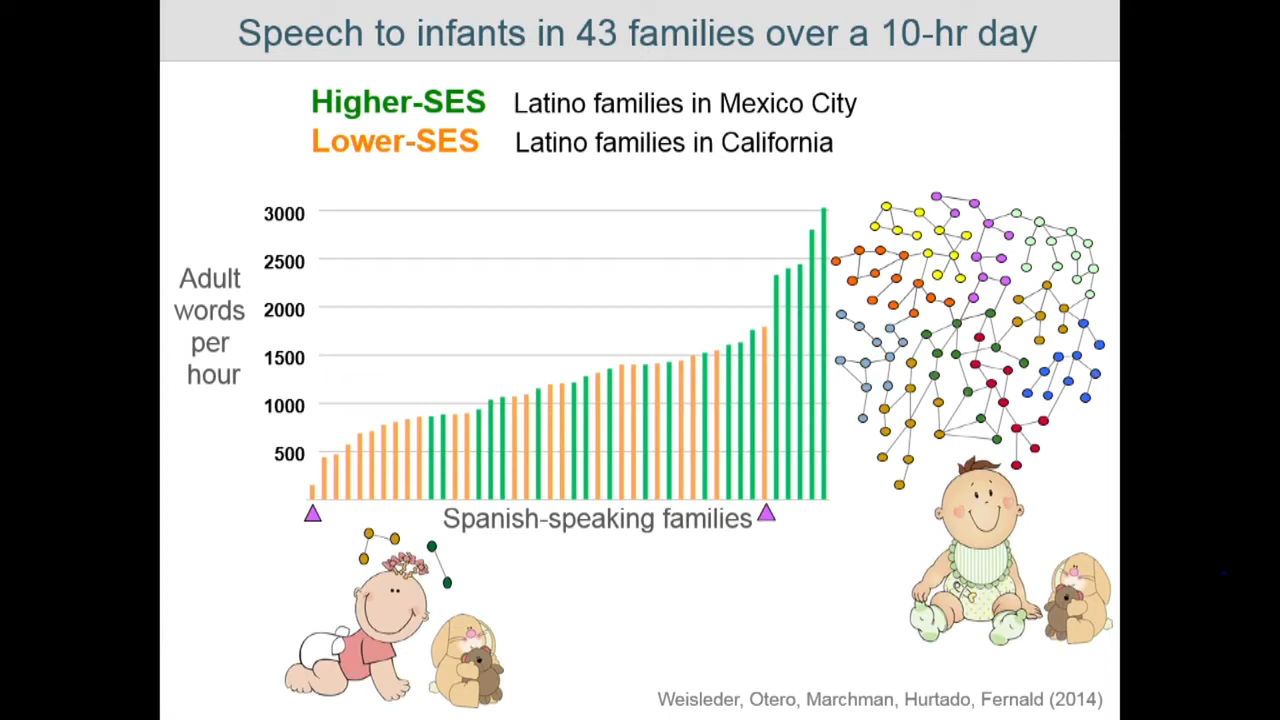 Speech to infants in 43 families over a 10-hr day
Higher-SES Latino families in Mexico City
Lower-SES Latino families in California
3000
2500
2000
1500
1000
500
Adult
words
per
hour
Spanish-speaking families
Weisleder, Otero, Marchman, Hurtado, Fernald (2014)